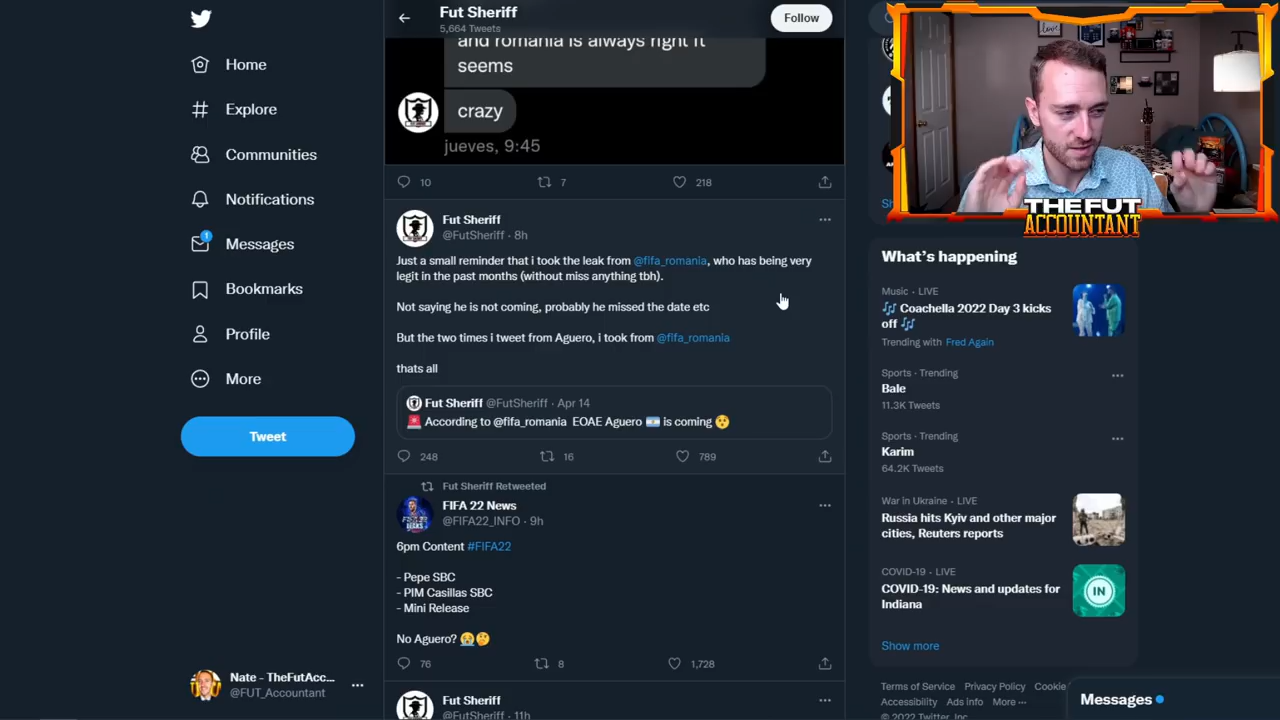 Fut Sheriff
5,664 Tweets
Follow
Home
Explore
Communities
Notifications
1
Messages
Bookmarks
Profile
More
Tweet
Nate - TheFutAcc...
@FUT_Accountant
and romania is always right it
seems
crazy
jueves, 9:45
10
7
218
Fut Sheriff
@FutSheriff · 8h
Just a small reminder that i took the leak from @fifa_romania, who has being very
legit in the past months (without miss anything tbh).
Not saying he is not coming, probably he missed the date etc
But the two times i tweet from Aguero, i took from @fifa_romania
thats all
Fut Sheriff @FutSheriff · Apr 14
🚨 According to @fifa_romania EOAE Aguero 🇦🇷 is coming 😲
248
16
789
Fut Sheriff Retweeted
FIFA 22 News
@FIFA22_INFO · 9h
6pm Content #FIFA22
- Pepe SBC
- PIM Casillas SBC
- Mini Release
No Aguero? 😭🤔
76
8
1,728
Fut Sheriff
@FutSheriff · 11h
THE FUT
ACCOUNTANT
What's happening
Music · LIVE
🎶 Coachella 2022 Day 3 kicks
off 🎶
Trending with Fred Again
Sports · Trending
Bale
11.3K Tweets
Sports · Trending
Karim
64.2K Tweets
War in Ukraine · LIVE
Russia hits Kyiv and other major
cities, Reuters reports
COVID-19 · LIVE
COVID-19: News and updates for
Indiana
IN
Show more
Terms of Service Privacy Policy Cookie
Accessibility Ads info More ···
© 2022 Twitter, Inc.
Messages